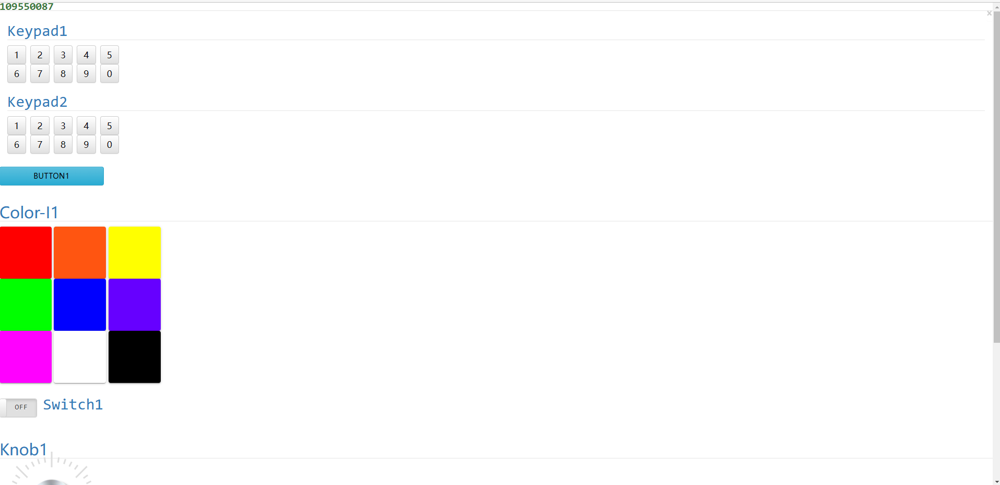 109550087
×
Keypad1
1 2 3 4 5
6 7 8 9 0
Keypad2
1 2 3 4 5
6 7 8 9 0
BUTTON1
Color-I1
OFF Switch1
Knob1